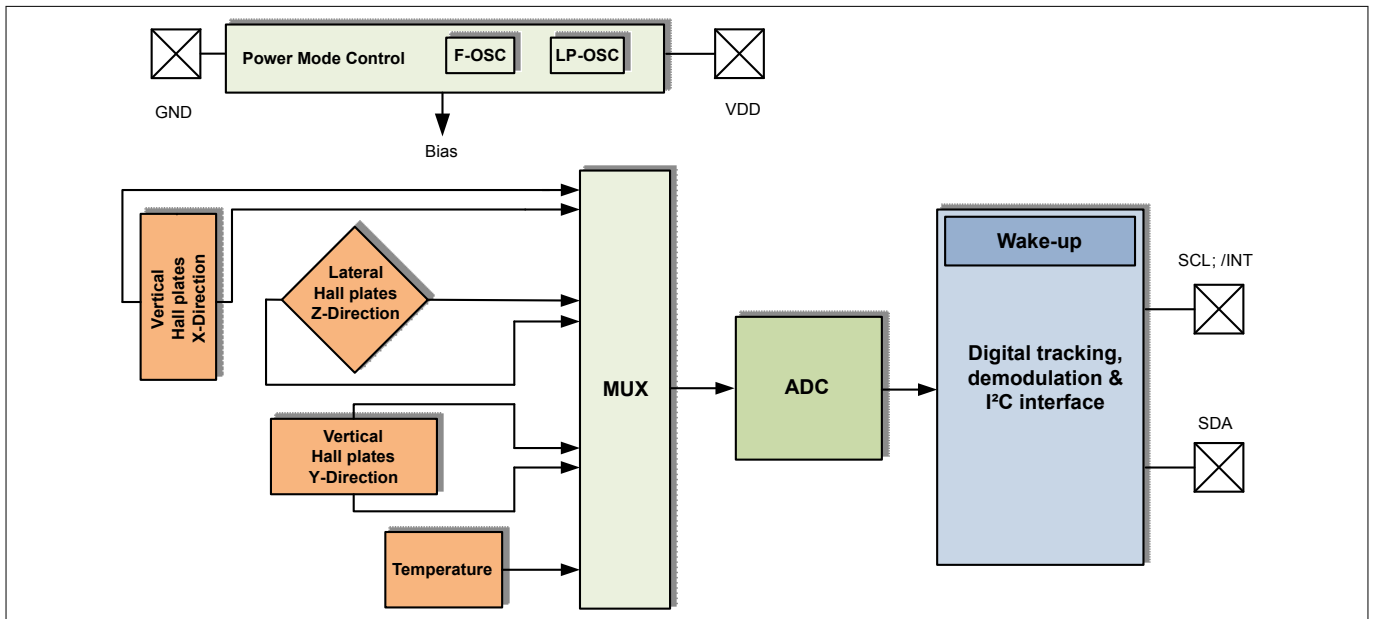 Power Mode Control
F-OSC
LP-OSC
GND
VDD
Bias
Vertical
Hall plates
X-Direction
Lateral
Hall plates
Z-Direction
Vertical
Hall plates
Y-Direction
Temperature
MUX
ADC
Wake-up
Digital tracking,
demodulation &
I²C interface
SCL; /INT
SDA